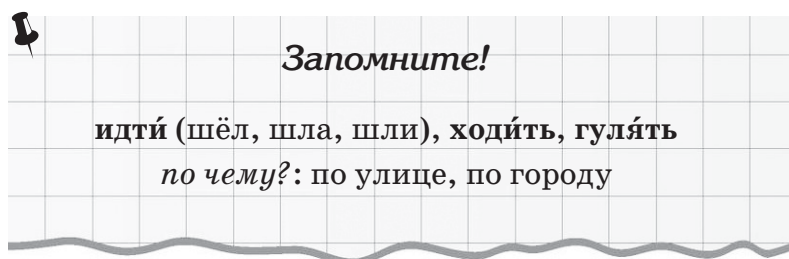 Запомните!
идти́ (шёл, шла, шли), ходи́ть, гуля́ть
по чему?: по улице, по городу